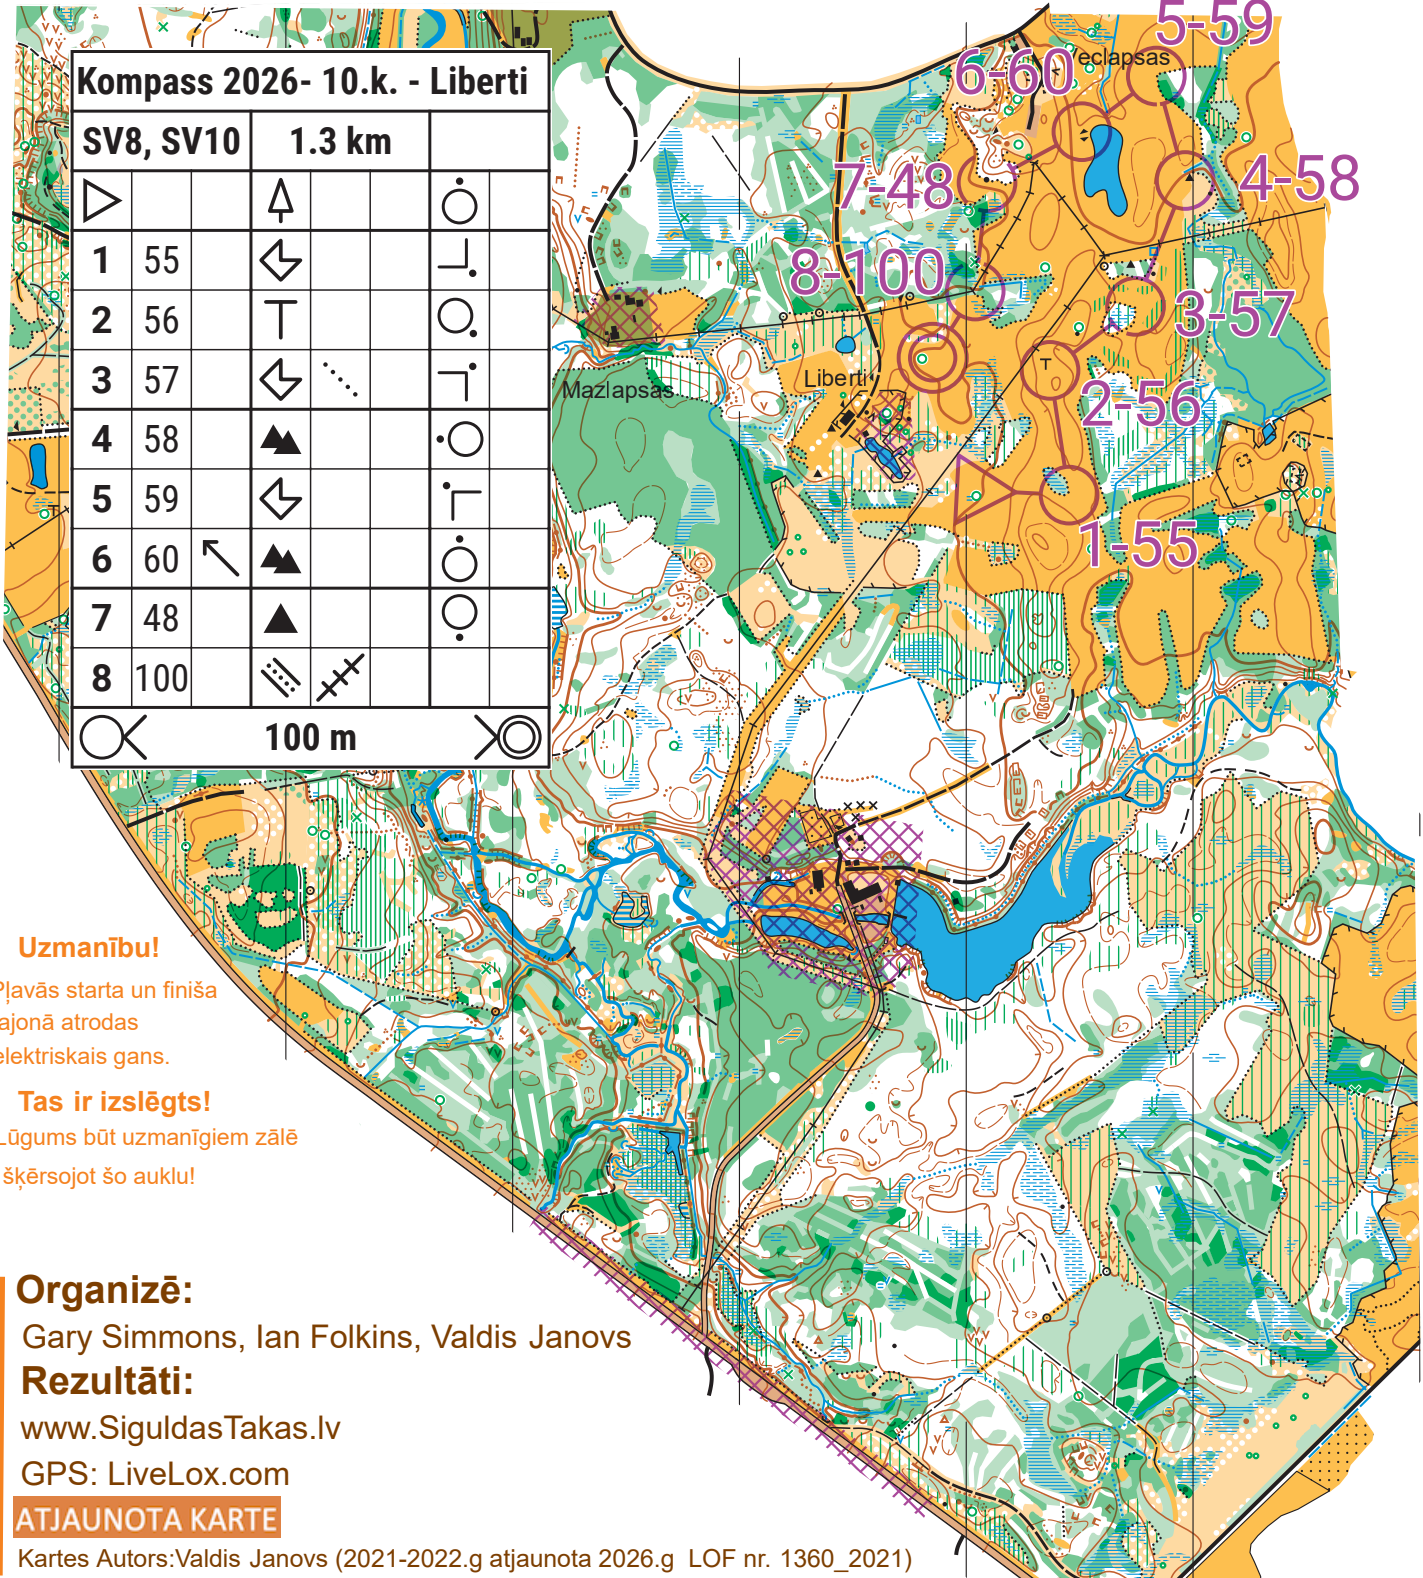 Kompass 2026- 10.k. - Liberti
SV8, SV10 1.3 km
1 55
2 56
3 57
4 58
5 59
6 60
7 48
8 100
100 m
5-59
6-60
eclapsas
4-58
7-48
8-100
3-57
Mazlapsas
Liberti
2-56
1-55
Uzmanību!
Pļavās starta un finiša
ajonā atrodas
elektriskais gans.
Tas ir izslēgts!
Lūgums būt uzmanīgiem zālē
šķērsojot šo auklu!
Organizē:
Gary Simmons, Ian Folkins, Valdis Janovs
Rezultāti:
www.SiguldasTakas.lv
GPS: LiveLox.com
ATJAUNOTA KARTE
Kartes Autors:Valdis Janovs (2021-2022.g atjaunota 2026.g LOF nr. 1360_2021)